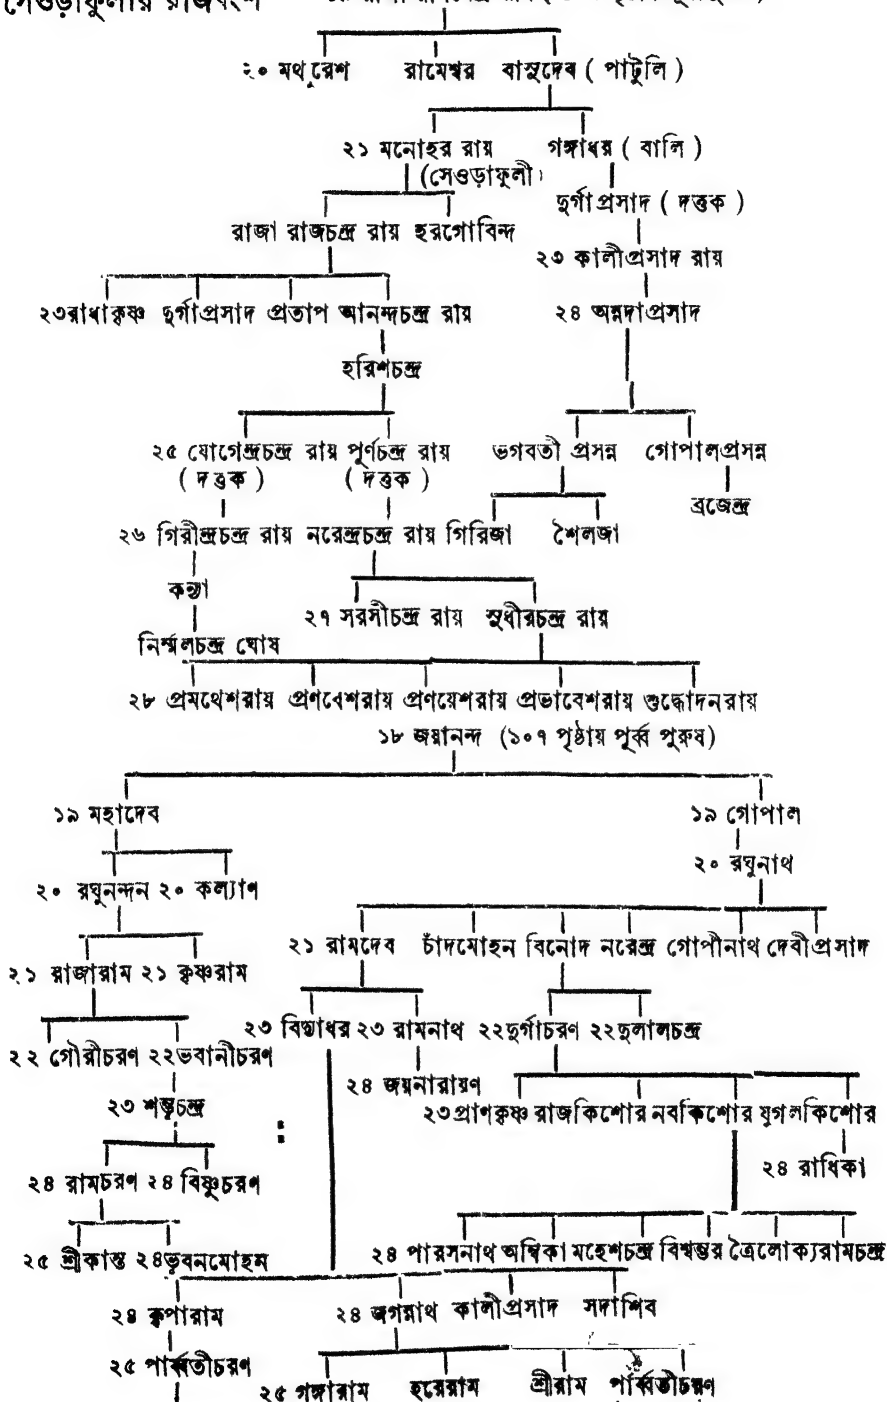 সেওড়াফুলীর রাজবংশ
২০ মথুরেশ রামেশ্বর বাসুদেব ( পাটুলি )
২১ মনোহর রায় গঙ্গাধর ( বালি )
(সেওড়াফুলী)
দুর্গাপ্রসাদ ( দত্তক )
রাজা রাজচন্দ্র রায় হরগোবিন্দ
২৩ কালীপ্রসাদ রায়
২৩রাধাকৃষ্ণ দুর্গাপ্রসাদ প্রতাপ আনন্দচন্দ্র রায় ২৪ অন্নদাপ্রসাদ
হরিশচন্দ্র
২৫ যোগেন্দ্রচন্দ্র রায় পূর্ণচন্দ্র রায় ভগবতী প্রসন্ন গোপালপ্রসন্ন
( দত্তক ) ( দত্তক )
ব্রজেন্দ্র
২৬ গিরীন্দ্রচন্দ্র রায় নরেন্দ্রচন্দ্র রায় গিরিজা শৈলজা
কন্যা
২৭ সরসীচন্দ্র রায় সুধীরচন্দ্র রায়
নির্ম্মলচন্দ্র ঘোষ
২৮ প্রমথেশরায় প্রণবেশরায় প্রণয়েশরায় প্রভাবেশরায় শুদ্ধোদনরায়
১৮ জয়ানন্দ (১০৭ পৃষ্ঠায় পূর্ব্ব পুরুষ)
১৯ মহাদেব ১৯ গোপাল
২০ রঘুনাথ
২০ রঘুনন্দন ২০ কল্যাণ
২১ রামদেব চাঁদমোহন বিনোদ নরেন্দ্র গোপীনাথ দেবীপ্রসাদ
২১ রাজারাম ২১ কৃষ্ণরাম
২৩ বিদ্যাধর ২৩ রামনাথ ২২দুর্গাচরণ ২২দুলালচন্দ্র
২২ গৌরীচরণ ২২ভবানীচরণ
২৪ জয়নারায়ণ
২৩ শম্ভুচন্দ্র ২৩প্রাণকৃষ্ণ রাজকিশোর নবকিশোর যুগলকিশোর
২৪ রাধিকা
২৪ রামচরণ ২৪ বিষ্ণুচরণ
২৫ শ্রীকান্ত ২৪ভুবনমোহন ২৪ পারসনাথ অম্বিকা মহেশচন্দ্র বিশ্বম্ভর ত্রৈলোক্যরামচন্দ্র
২৪ কৃপারাম ২৪ জগন্নাথ কালীপ্রসাদ সদাশিব
২৫ পার্ব্বতীচরণ
২৫ গঙ্গারাম হরেরাম শ্রীরাম পার্ব্বতীচরণ